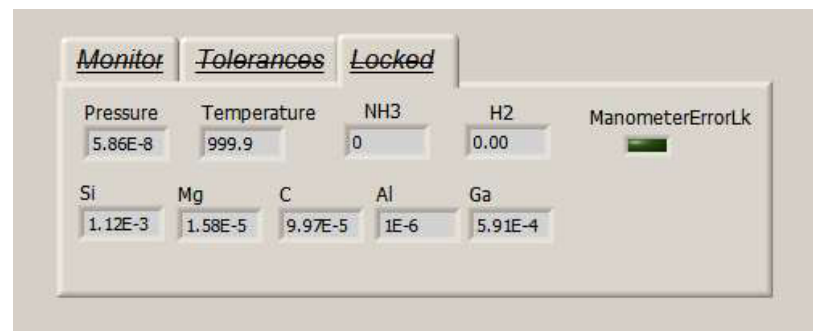 Monitor Tolerances Locked
Pressure Temperature NH3 H2 ManometerErrorLk
5.86E-8 999.9 0 0.00
Si Mg C Al Ga
1.12E-3 1.58E-5 9.97E-5 1E-6 5.91E-4